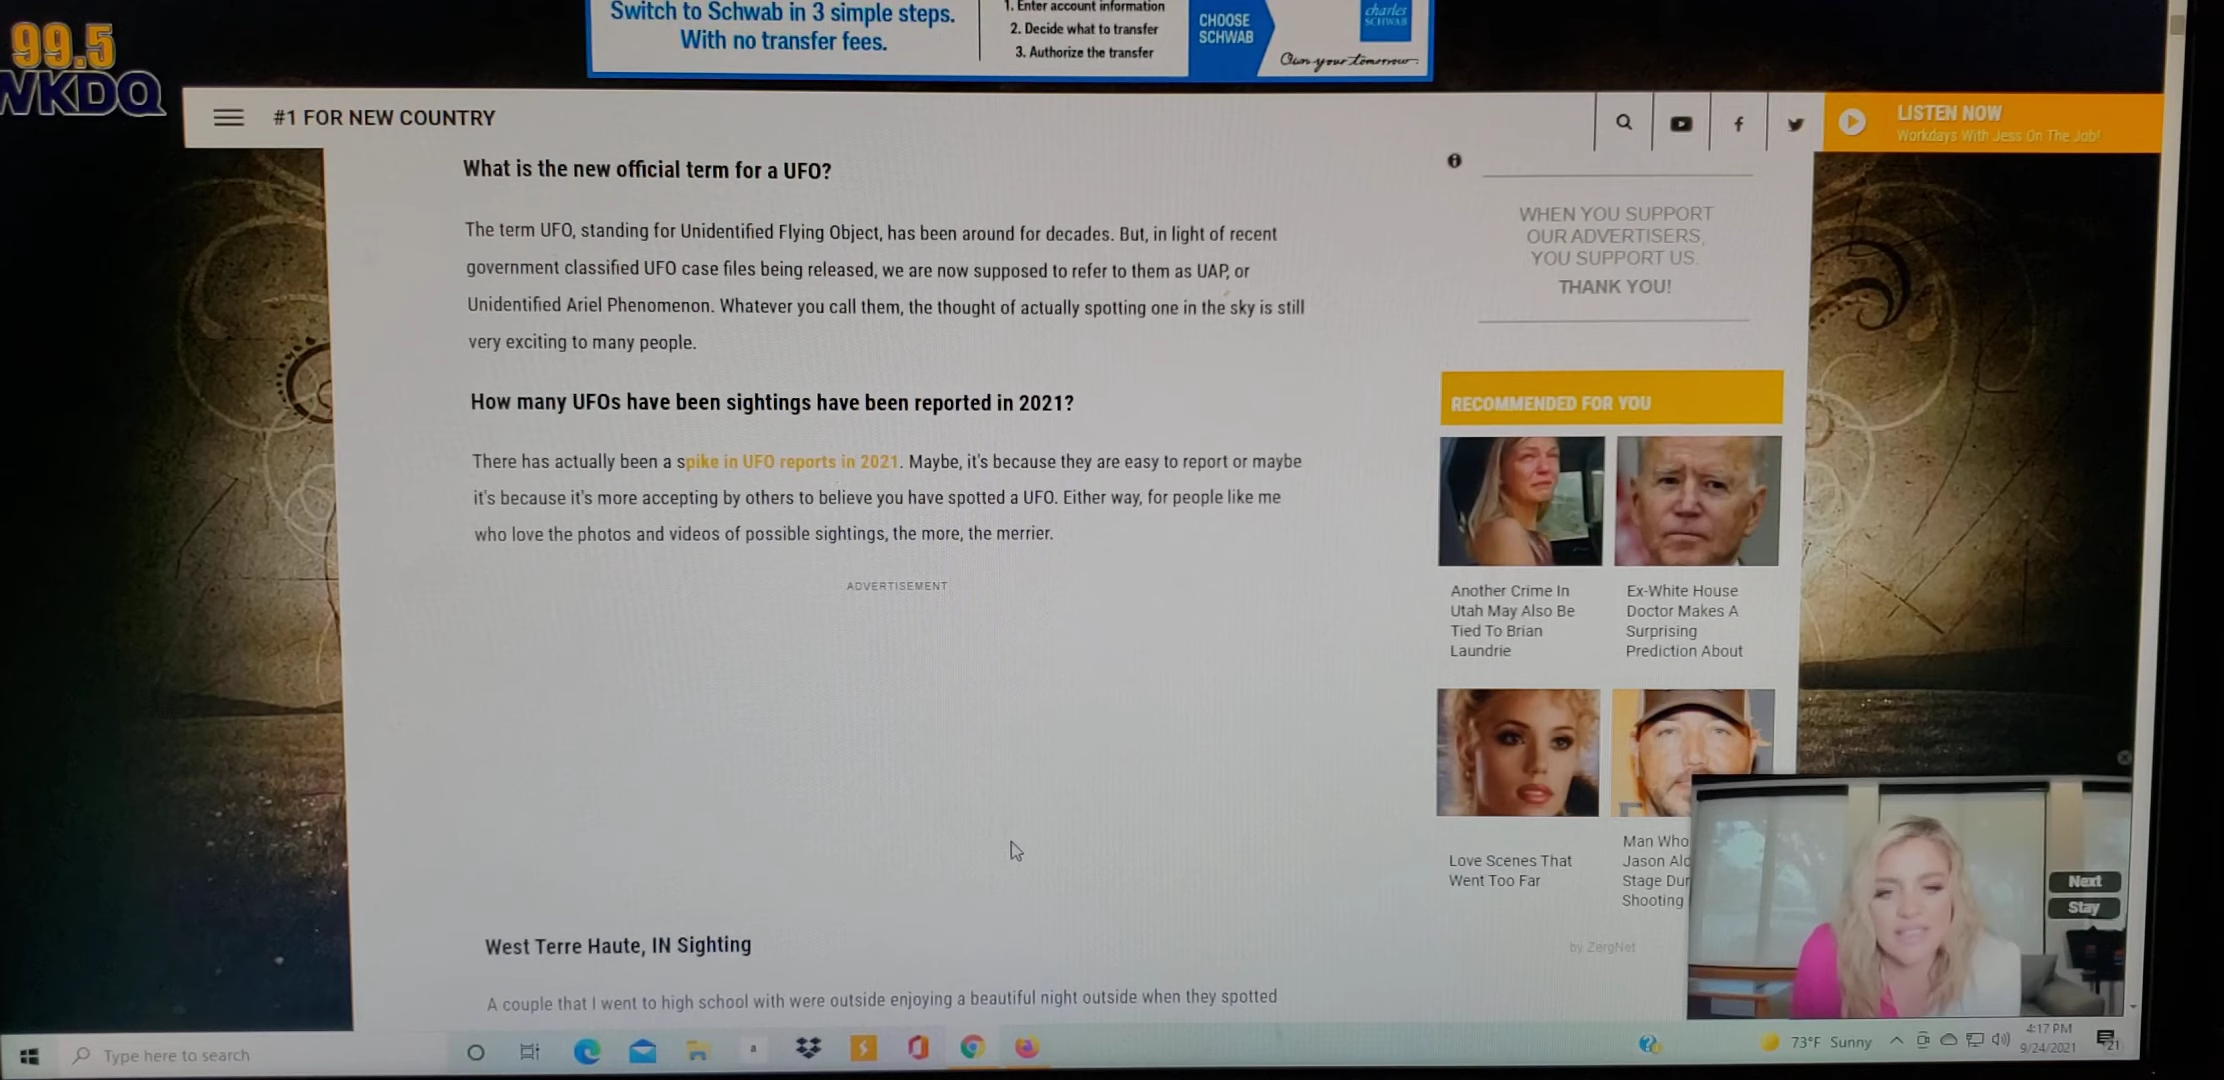 99.5
WKDQ
Switch to Schwab in 3 simple steps.
With no transfer fees.
1. Enter account information
2. Decide what to transfer
3. Authorize the transfer
CHOOSE
SCHWAB
charles
SCHWAB
Own your tomorrow.
#1 FOR NEW COUNTRY
LISTEN NOW
Workdays With Jess On The Job!
What is the new official term for a UFO?
The term UFO, standing for Unidentified Flying Object, has been around for decades. But, in light of recent
government classified UFO case files being released, we are now supposed to refer to them as UAP, or
Unidentified Ariel Phenomenon. Whatever you call them, the thought of actually spotting one in the sky is still
very exciting to many people.
How many UFOs have been sightings have been reported in 2021?
There has actually been a spike in UFO reports in 2021. Maybe, it's because they are easy to report or maybe
it's because it's more accepting by others to believe you have spotted a UFO. Either way, for people like me
who love the photos and videos of possible sightings, the more, the merrier.
ADVERTISEMENT
West Terre Haute, IN Sighting
A couple that I went to high school with were outside enjoying a beautiful night outside when they spotted
WHEN YOU SUPPORT
OUR ADVERTISERS,
YOU SUPPORT US.
THANK YOU!
RECOMMENDED FOR YOU
Another Crime In
Utah May Also Be
Tied To Brian
Laundrie
Ex-White House
Doctor Makes A
Surprising
Prediction About
Love Scenes That
Went Too Far
Man Who
Jason Ald
Stage Dur
Shooting
by ZergNet
Next
Stay
Type here to search
a
73°F Sunny
4:17 PM
9/24/2021
21